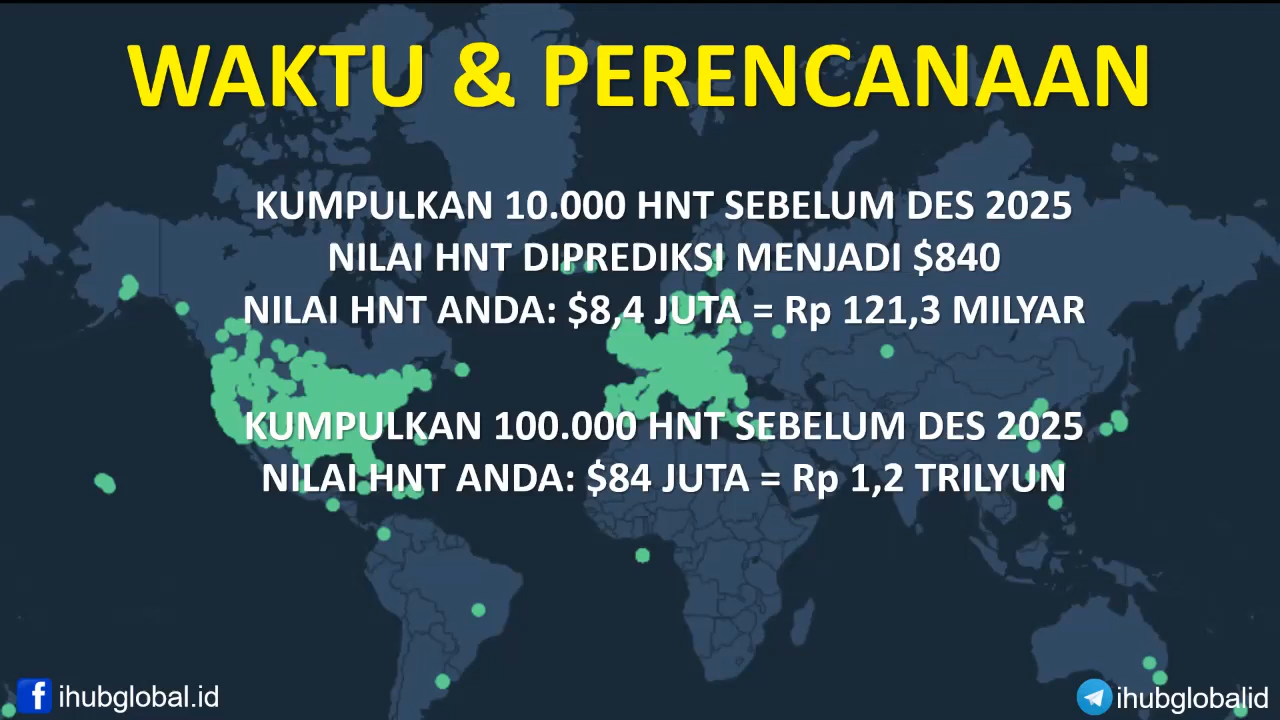 WAKTU & PERENCANAAN
KUMPULKAN 10.000 HNT SEBELUM DES 2025
NILAI HNT DIPREDIKSI MENJADI $840
NILAI HNT ANDA: $8,4 JUTA = Rp 121,3 MILYAR
KUMPULKAN 100.000 HNT SEBELUM DES 2025
NILAI HNT ANDA: $84 JUTA = Rp 1,2 TRILYUN
ihubglobal.id
ihubglobalid